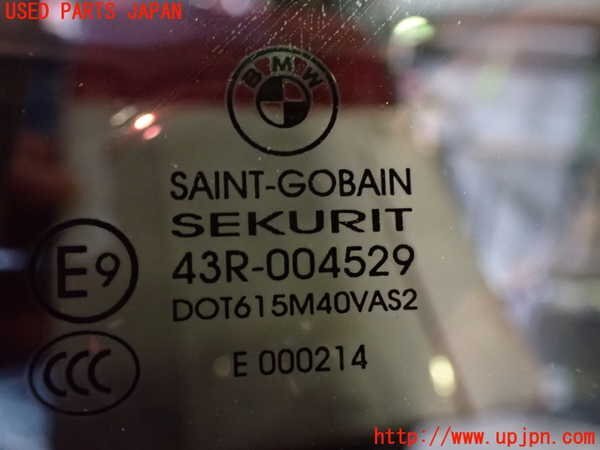 USED PARTS JAPAN
BMW
SAINT-GOBAIN
SEKURIT
E9
43R-004529
DOT615M40VAS2
CCC
E 000214
http://www.upjpn.com/